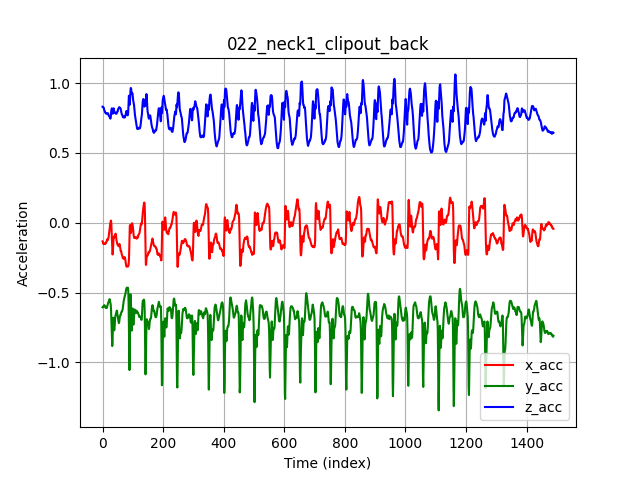 022_neck1_clipout_back
1.0
0.5
0.0
−0.5
−1.0
Acceleration
0 200 400 600 800 1000 1200 1400
Time (index)
x_acc
y_acc
z_acc